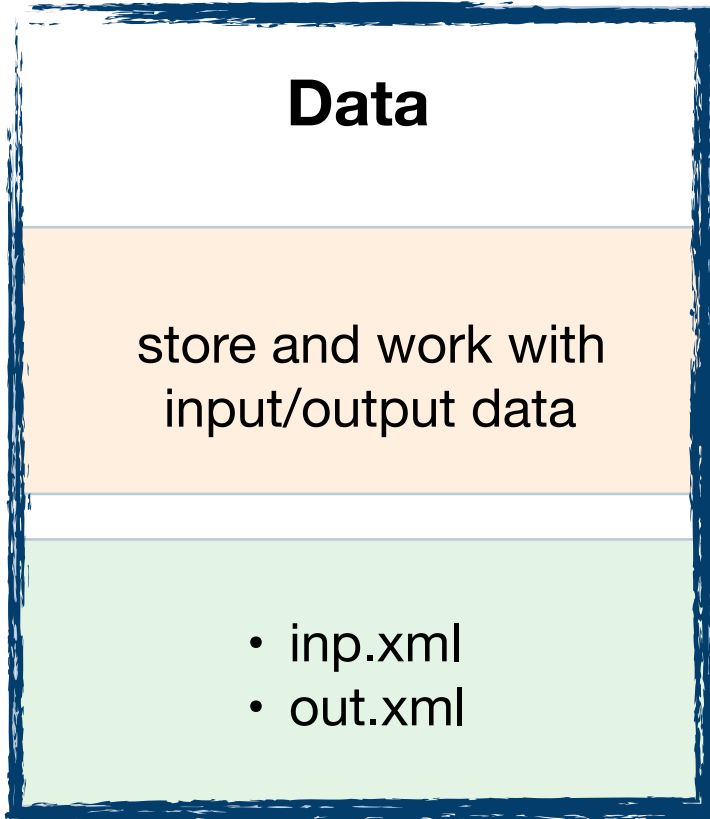 Data
store and work with
input/output data
• inp.xml
• out.xml